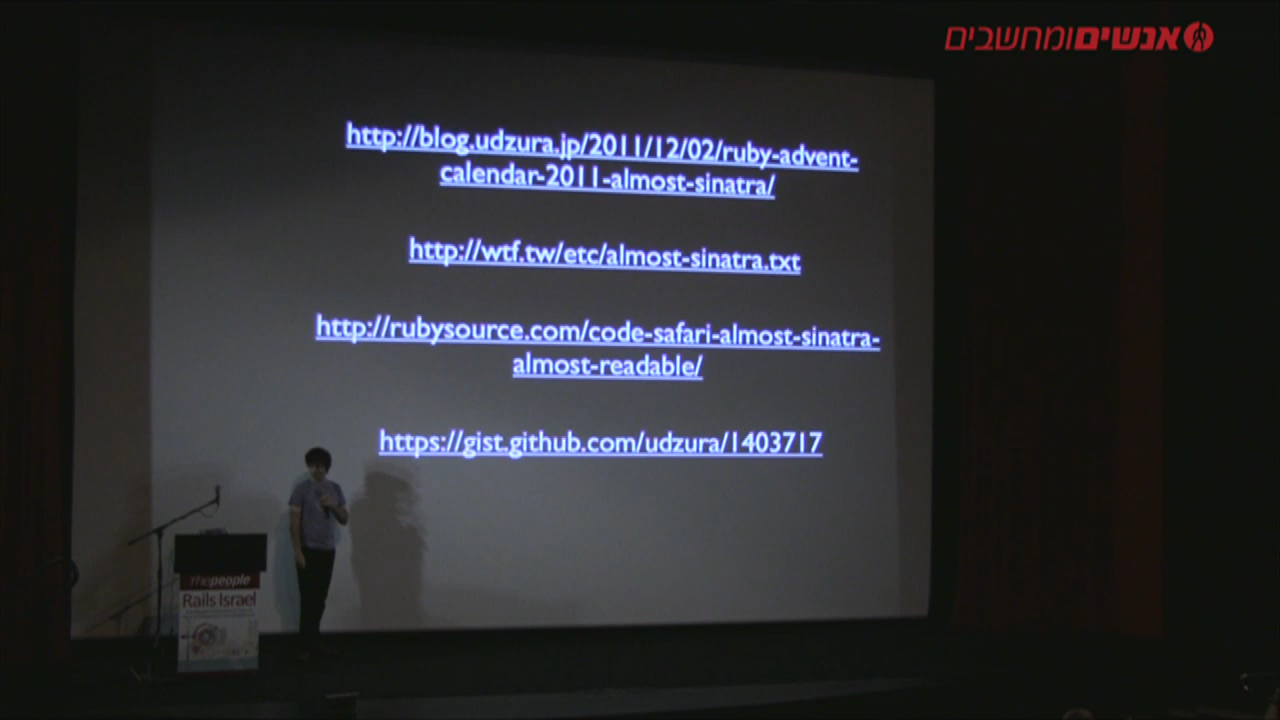 אנשיםומחשבים
http://blog.udzura.jp/2011/12/02/ruby-advent-
calendar-2011-almost-sinatra/
http://wtf.tw/etc/almost-sinatra.txt
http://rubysource.com/code-safari-almost-sinatra-
almost-readable/
https://gist.github.com/udzura/1403717
Thepeople
Rails Israel